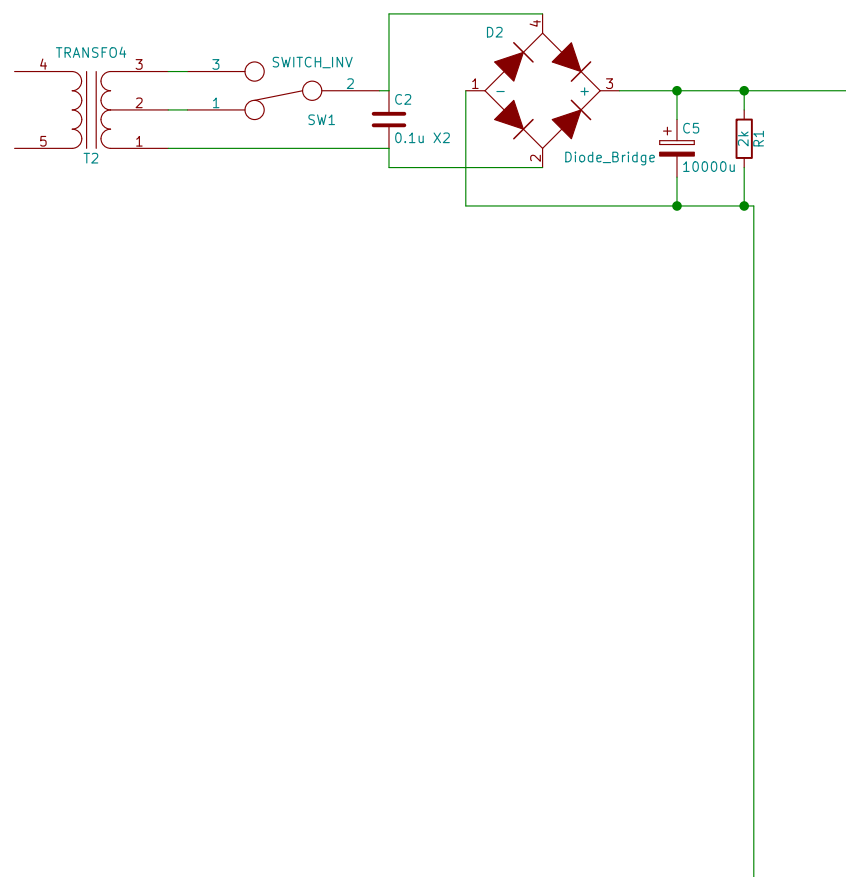 TRANSFO4
4
5
3
2
1
T2
3
1
SWITCH_INV
2
SW1
C2
0.1u X2
D2
4
1
-
+
3
2
Diode_Bridge
+
C5
10000u
2k
R1